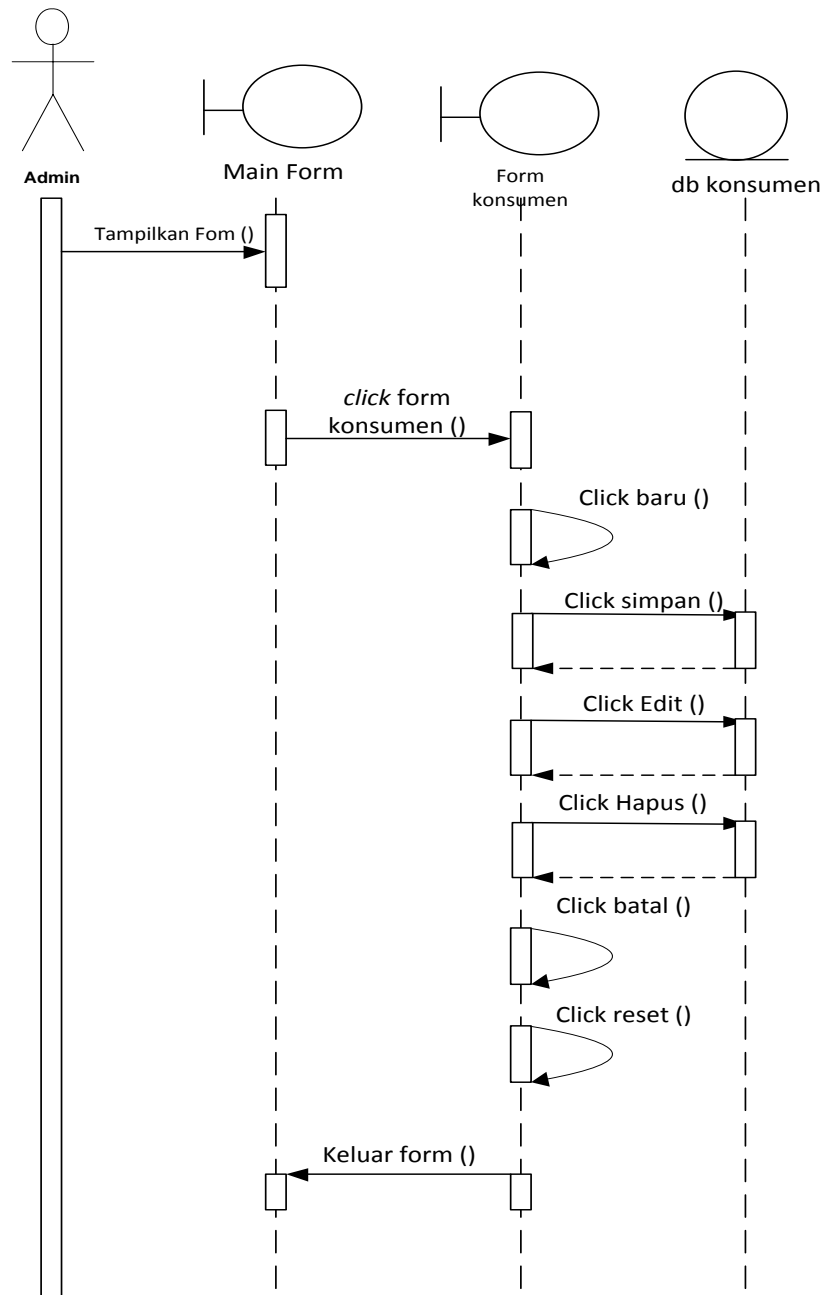 Admin
Main Form
Form
konsumen
db konsumen
Tampilkan Fom ()
click form
konsumen ()
Click baru ()
Click simpan ()
Click Edit ()
Click Hapus ()
Click batal ()
Click reset ()
Keluar form ()